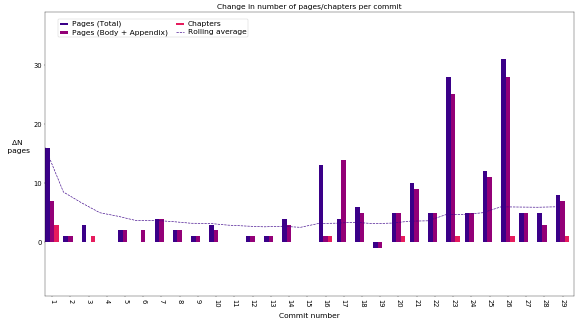 Change in number of pages/chapters per commit
Pages (Total)
Pages (Body + Appendix)
Chapters
Rolling average
ΔN
pages
30
20
10
0
1 2 3 4 5 6 7 8 9 10 11 12 13 14 15 16 17 18 19 20 21 22 23 24 25 26 27 28 29
Commit number